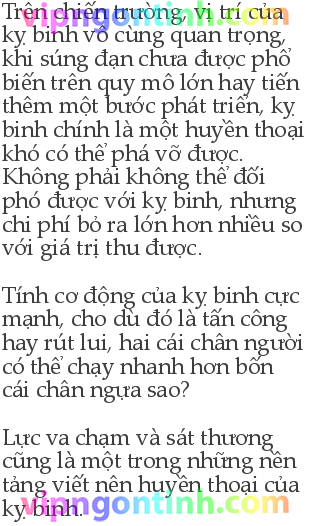 Trên chiến trường, vị trí của
kỵ binh vô cùng quan trọng,
khi súng đạn chưa được phổ
biến trên quy mô lớn hay tiến
thêm một bước phát triển, kỵ
binh chính là một huyền thoại
khó có thể phá vỡ được.
Không phải không thể đối
phó được với kỵ binh, nhưng
chi phí bỏ ra lớn hơn nhiều so
với giá trị thu được.
Tính cơ động của kỵ binh cực
mạnh, cho dù đó là tấn công
hay rút lui, hai cái chân người
có thể chạy nhanh hơn bốn
cái chân ngựa sao?
Lực va chạm và sát thương
cũng là một trong những nền
tảng viết nên huyền thoại của
kỵ binh.
vipngontinh.com
vipngontinh.com
vipngontinh.com